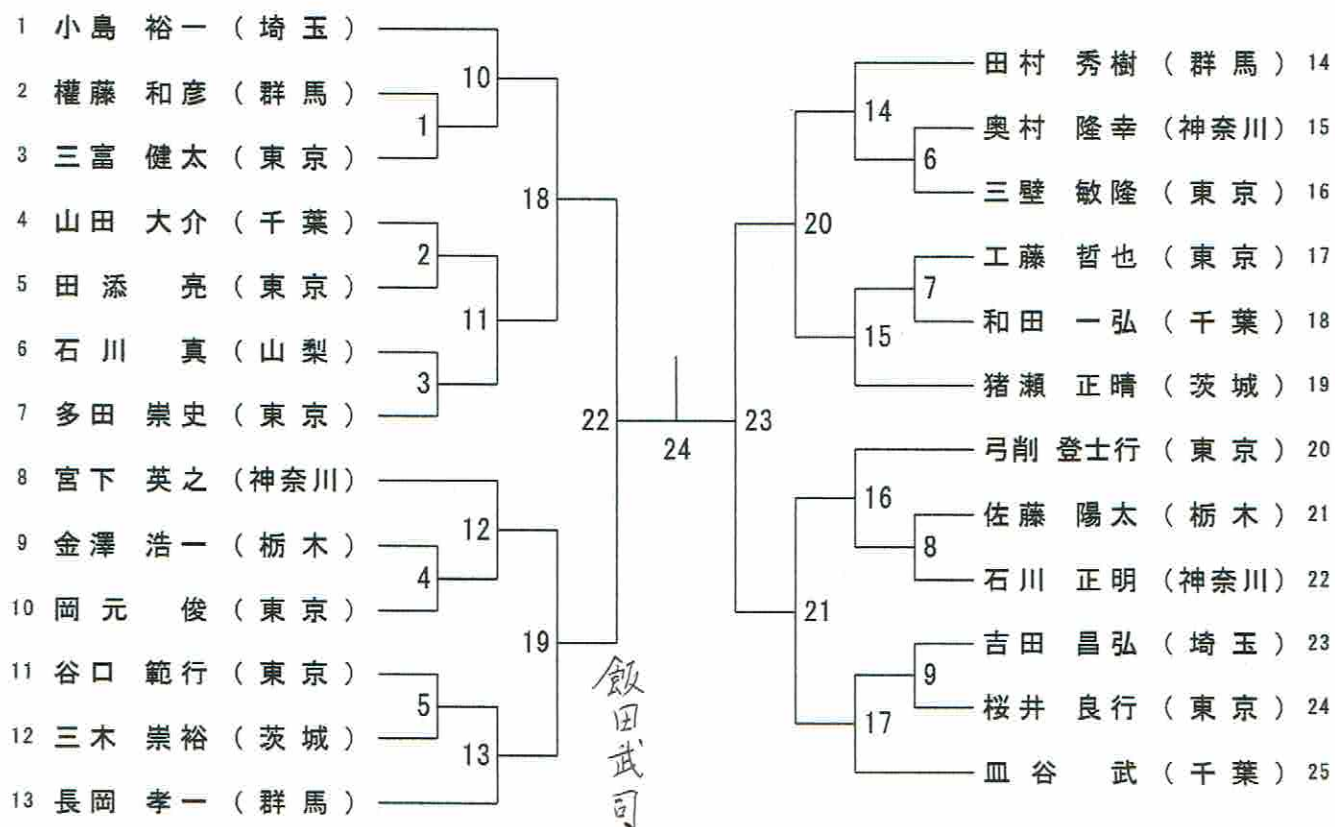 1 小島 裕一 (埼玉)
2 權藤 和彦 (群馬)
3 三富 健太 (東京)
4 山田 大介 (千葉)
5 田添 亮 (東京)
6 石川 真 (山梨)
7 多田 崇史 (東京)
8 宮下 英之 (神奈川)
9 金澤 浩一 (栃木)
10 岡元 俊 (東京)
11 谷口 範行 (東京)
12 三木 崇裕 (茨城)
13 長岡 孝一 (群馬)
10
1
18
2
11
3
22
12
4
19
5
13
飯田武司
24
23
20
14
6
7
15
16
8
21
9
17
田村 秀樹 (群馬) 14
奥村 隆幸 (神奈川) 15
三壁 敏隆 (東京) 16
工藤 哲也 (東京) 17
和田 一弘 (千葉) 18
猪瀬 正晴 (茨城) 19
弓削 登士行 (東京) 20
佐藤 陽太 (栃木) 21
石川 正明 (神奈川) 22
吉田 昌弘 (埼玉) 23
桜井 良行 (東京) 24
皿谷 武 (千葉) 25